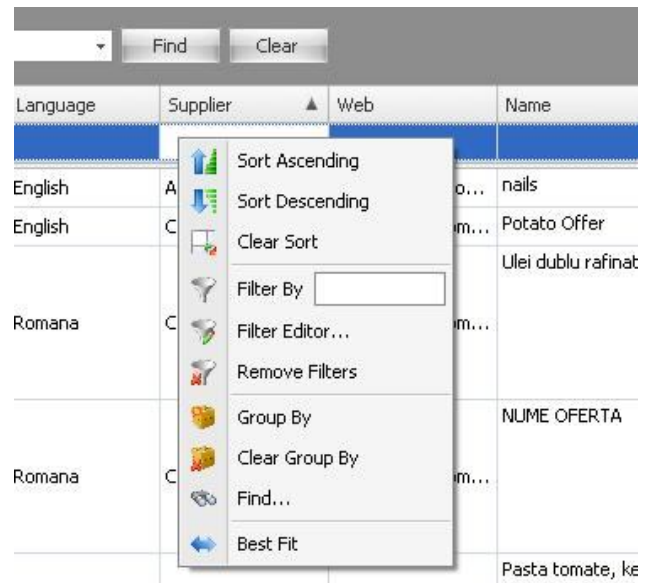 Find Clear
Language Supplier Web Name
Sort Ascending
Sort Descending
Clear Sort
Filter By
Filter Editor...
Remove Filters
Group By
Clear Group By
Find...
Best Fit
English A o... nails
English C m... Potato Offer
Ulei dublu rafinat
Romana C m...
NUME OFERTA
Romana C m...
Pasta tomate, ke